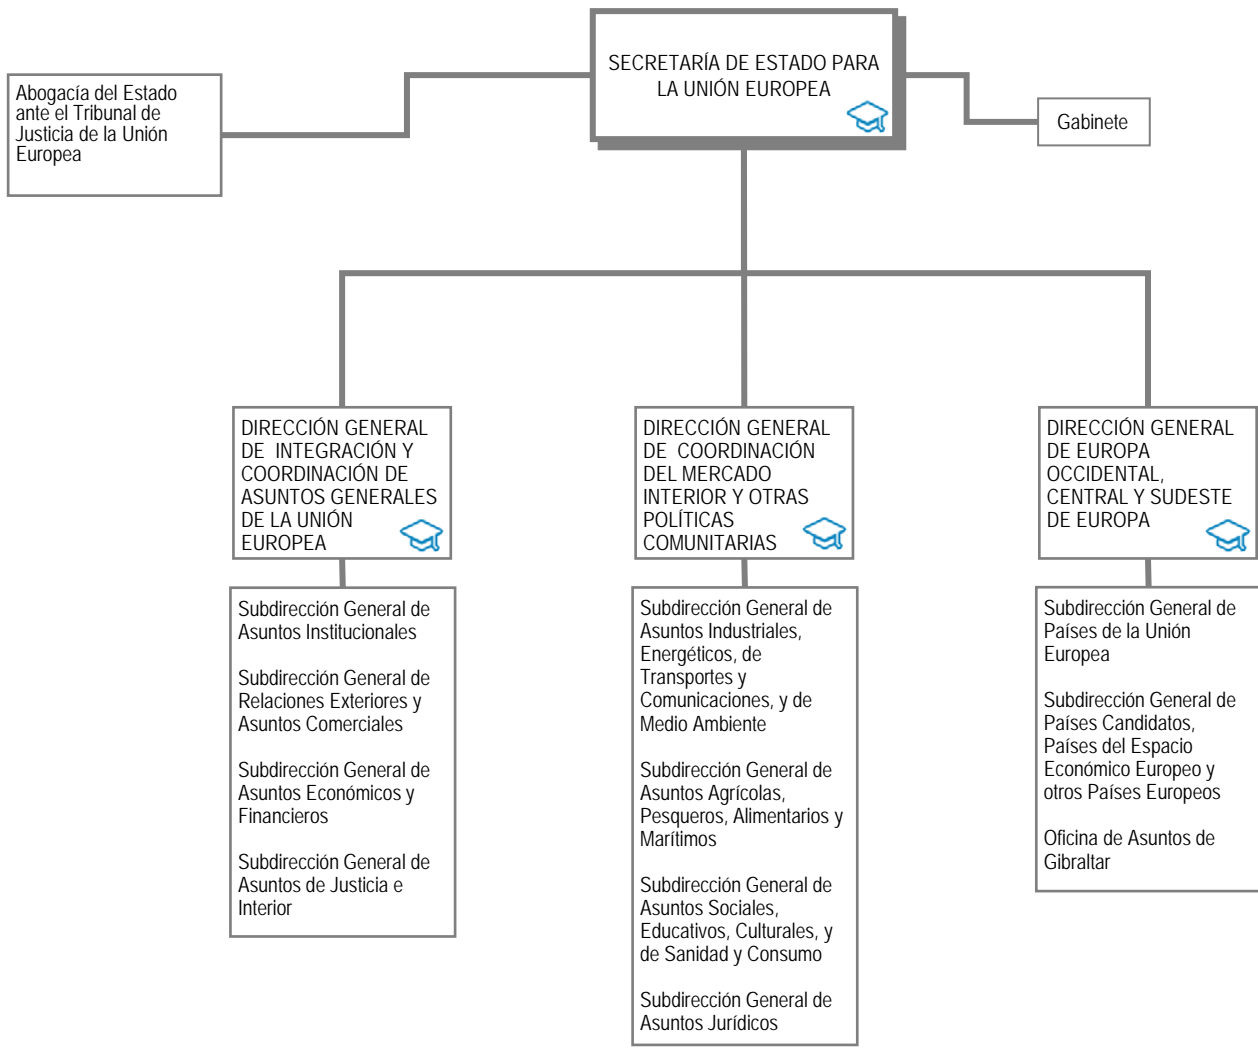 SECRETARÍA DE ESTADO PARA
LA UNIÓN EUROPEA
Abogacía del Estado
ante el Tribunal de
Justicia de la Unión
Europea
Gabinete
DIRECCIÓN GENERAL
DE INTEGRACIÓN Y
COORDINACIÓN DE
ASUNTOS GENERALES
DE LA UNIÓN
EUROPEA
Subdirección General de
Asuntos Institucionales
Subdirección General de
Relaciones Exteriores y
Asuntos Comerciales
Subdirección General de
Asuntos Económicos y
Financieros
Subdirección General de
Asuntos de Justicia e
Interior
DIRECCIÓN GENERAL
DE COORDINACIÓN
DEL MERCADO
INTERIOR Y OTRAS
POLÍTICAS
COMUNITARIAS
Subdirección General de
Asuntos Industriales,
Energéticos, de
Transportes y
Comunicaciones, y de
Medio Ambiente
Subdirección General de
Asuntos Agrícolas,
Pesqueros, Alimentarios y
Marítimos
Subdirección General de
Asuntos Sociales,
Educativos, Culturales, y
de Sanidad y Consumo
Subdirección General de
Asuntos Jurídicos
DIRECCIÓN GENERAL
DE EUROPA
OCCIDENTAL,
CENTRAL Y SUDESTE
DE EUROPA
Subdirección General de
Países de la Unión
Europea
Subdirección General de
Países Candidatos,
Países del Espacio
Económico Europeo y
otros Países Europeos
Oficina de Asuntos de
Gibraltar